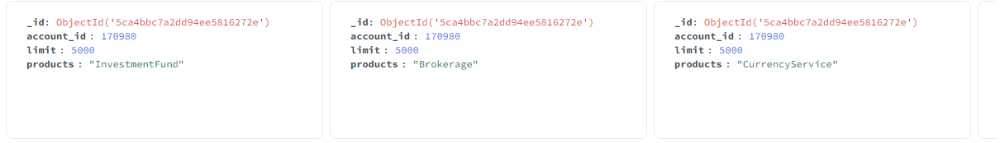 _id: ObjectId('5ca4bbc7a2dd94ee5816272e')
account_id : 170980
limit : 5000
products : "InvestmentFund"
_id: ObjectId('5ca4bbc7a2dd94ee5816272e')
account_id : 170980
limit : 5000
products : "Brokerage"
_id: ObjectId('5ca4bbc7a2dd94ee5816272e')
account_id : 170980
limit : 5000
products : "CurrencyService"